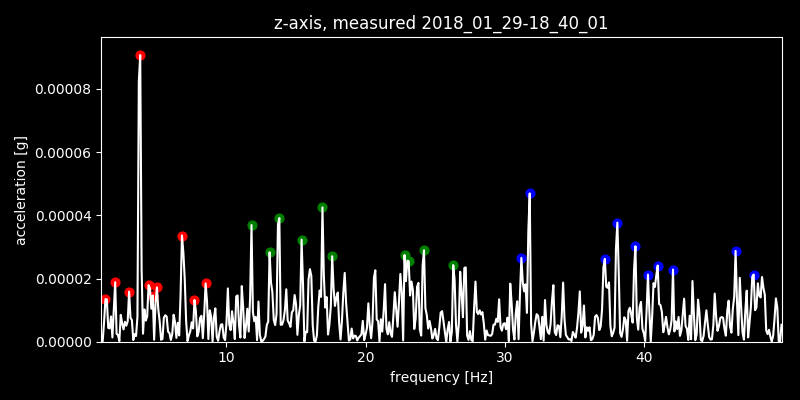 z-axis, measured 2018_01_29-18_40_01
acceleration [g]
0.00008
0.00006
0.00004
0.00002
0.00000
10 20 30 40
frequency [Hz]